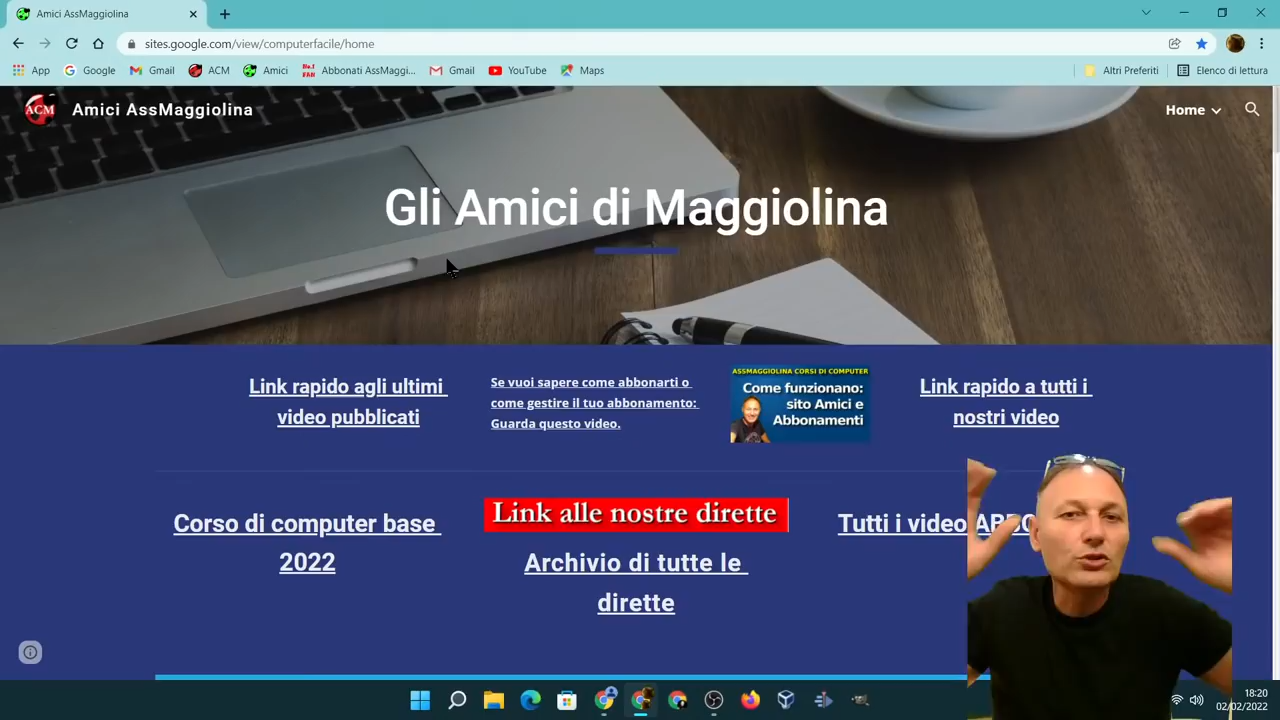 Amici AssMaggiolina
sites.google.com/view/computerfacile/home
App
Google
Gmail
ACM
Amici
No.1 FAN
Abbonati AssMaggi...
Gmail
YouTube
Maps
Altri Preferiti
Elenco di lettura
ACM
Amici AssMaggiolina
Home
Gli Amici di Maggiolina
Link rapido agli ultimi
video pubblicati
Se vuoi sapere come abbonarti o
come gestire il tuo abbonamento:
Guarda questo video.
ASSMAGGIOLINA CORSI DI COMPUTER
Come funzionano:
sito Amici e
Abbonamenti
Link rapido a tutti i
nostri video
Corso di computer base
2022
Link alle nostre dirette
Archivio di tutte le
dirette
Tutti i video
18:20
02/02/2022